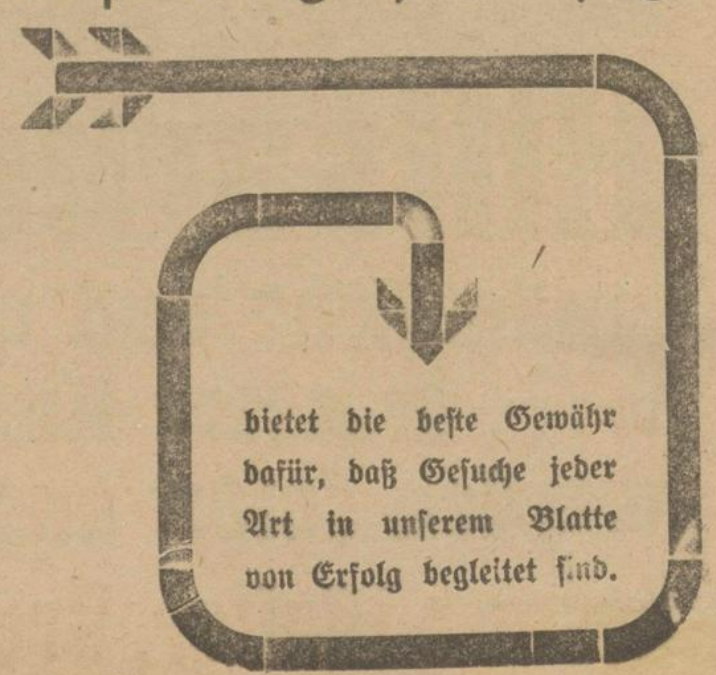 bietet die beste Gewähr
dafür, daß Gesuche jeder
Art in unserem Blatte
von Erfolg begleitet sind.